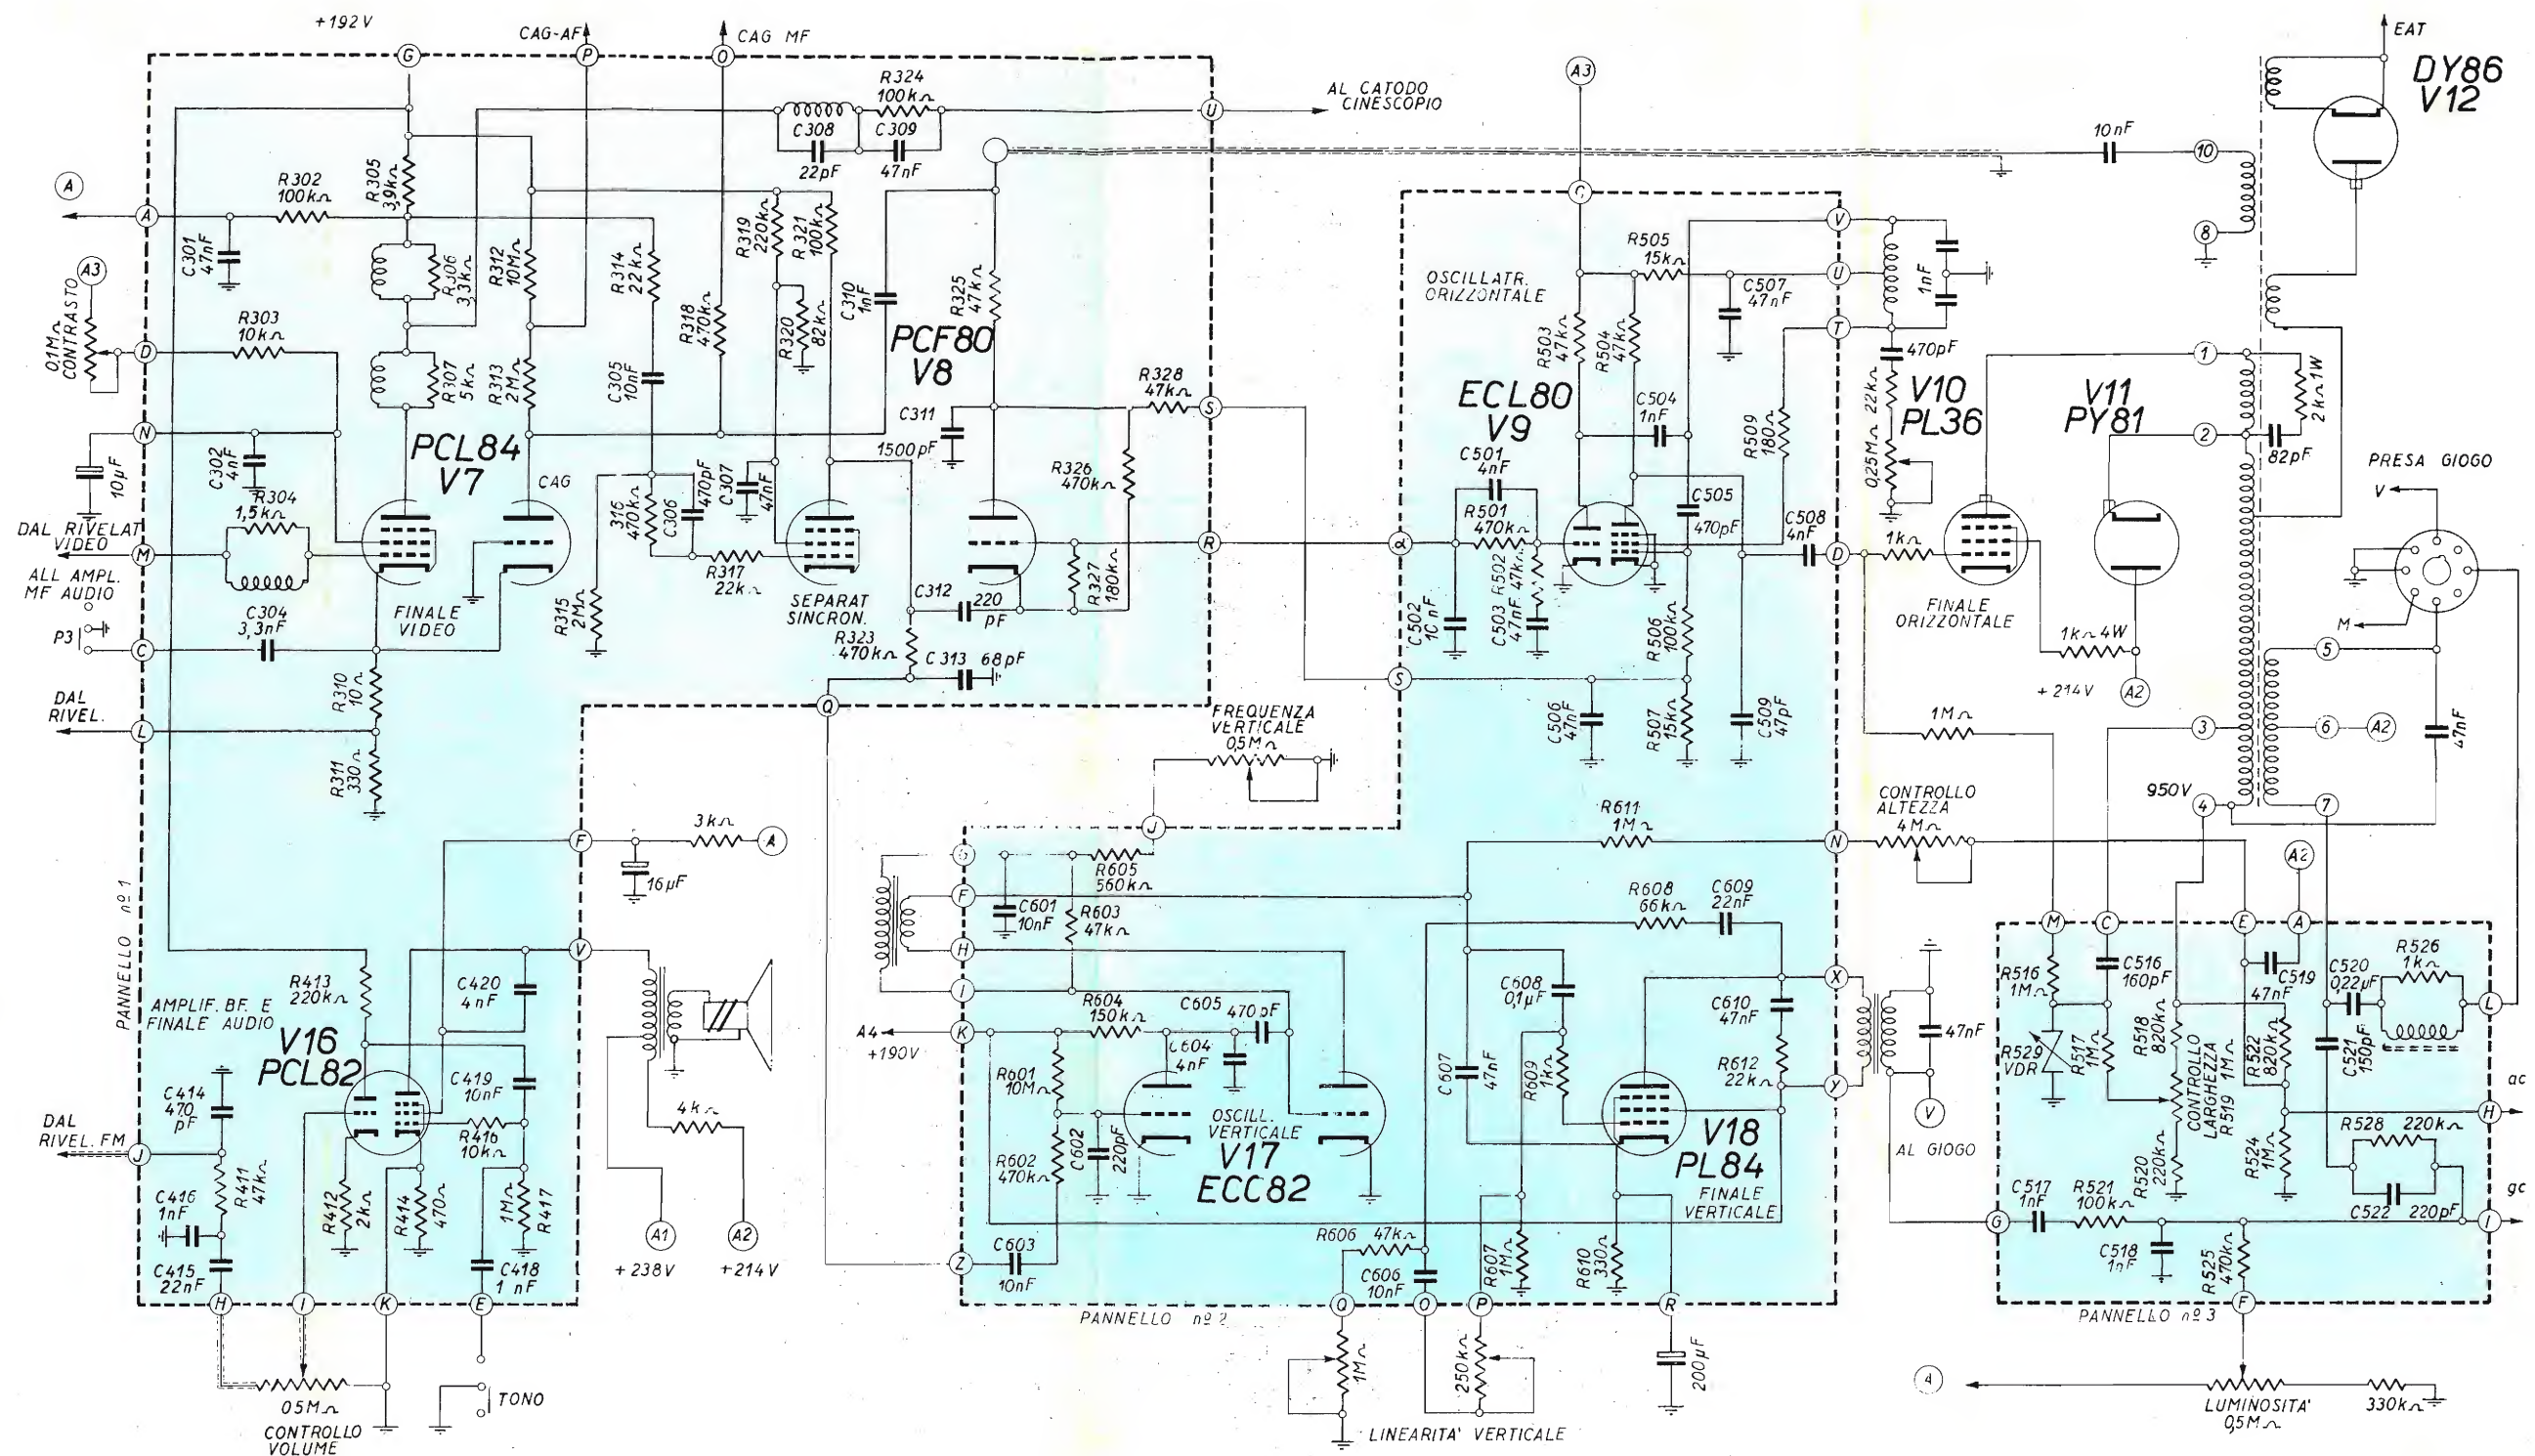 +192V
CAG-AF
P
O
CAG MF
G
EAT
DY86
V12
A3
R324
100kΩ
C308
22pF
C309
47nF
U
AL CATODO
CINESCOPIO
10nF
10
8
A
A
R302
100kΩ
R305
3,9kΩ
C301
47nF
R306
3,3kΩ
R312
10MΩ
R314
22kΩ
R318
470kΩ
R319
220kΩ
R321
100kΩ
R320
82kΩ
C310
1nF
R325
47kΩ
PCF80
V8
A3
0,1MΩ
CONTRASTO
D
R303
10kΩ
R307
5kΩ
R313
2MΩ
C305
10nF
R328
47kΩ
S
N
10µF
C302
4nF
R304
1,5kΩ
PCL84
V7
CAG
316
470kΩ
470pF
C306
C307
47nF
C311
1500pF
R326
470kΩ
DAL RIVELAT
VIDEO
M
ALL AMPL.
MF AUDIO
P3
C
C304
3,3nF
FINALE
VIDEO
R315
2MΩ
R317
22kΩ
SEPARAT
SINCRON.
C312
220
pF
R327
180kΩ
R
R323
470kΩ
C313
68pF
R310
10Ω
DAL
RIVEL.
L
R311
330Ω
Q
FREQUENZA
VERTICALE
0,5MΩ
OSCILLATR.
ORIZZONTALE
R505
15kΩ
V
U
T
C507
47nF
R503
47kΩ
R504
47kΩ
1nF
470pF
22kΩ
0,25MΩ
ECL80
V9
C504
1nF
R509
180Ω
C501
4nF
R501
470kΩ
α
C505
470pF
C508
4nF
D
C502
C503
47nF
R502
47kΩ
R506
100kΩ
S
C506
47nF
R507
15kΩ
C509
47pF
V10
PL36
1kΩ
FINALE
ORIZZONTALE
V11
PY81
1
2
2kΩ 1W
82pF
PRESA GIOGO
V
M
1kΩ 4W
+214V
A2
5
1MΩ
3
6
A2
47nF
950V
4
7
CONTROLLO
ALTEZZA
4MΩ
PANNELLO nº1
F
3kΩ
A
16µF
V
R413
220kΩ
C420
4nF
AMPLIF. BF. E
FINALE AUDIO
V16
PCL82
C414
470
pF
C419
10nF
R416
10kΩ
DAL
RIVEL. FM
J
R411
47kΩ
C416
1nF
C415
22nF
R412
2kΩ
R414
470Ω
1MΩ
R417
C418
1nF
H
I
K
E
0,5MΩ
CONTROLLO
VOLUME
TONO
4kΩ
A1
A2
+238V
+214V
J
R605
560kΩ
F
C601
10nF
R603
47kΩ
H
I
R604
150kΩ
C605
470pF
A4
K
+190V
C604
4nF
R601
10MΩ
R602
470kΩ
C602
220pF
OSCILL.
VERTICALE
V17
ECC82
Z
C603
10nF
PANNELLO nº2
R611
1MΩ
N
R608
66kΩ
C609
22nF
C608
0,1µF
C610
47nF
X
C607
47nF
R609
1kΩ
R612
22kΩ
Y
V18
PL84
FINALE
VERTICALE
R606
47kΩ
C606
10nF
R607
1MΩ
R610
330Ω
Q
O
P
R
1MΩ
250kΩ
200µF
LINEARITA' VERTICALE
47nF
V
AL GIOGO
A2
M
C
E
A
R516
1MΩ
C516
160pF
C519
47nF
C520
0,22µF
R526
1kΩ
L
R529
VDR
R517
1MΩ
R518
820kΩ
CONTROLLO
LARGHEZZA
R519 1MΩ
R522
820kΩ
C521
150pF
ac
H
R528
220kΩ
R520
220kΩ
R524
1MΩ
C522
220pF
gc
I
G
C517
1nF
R521
100kΩ
C518
1nF
R525
470kΩ
F
PANNELLO nº3
LUMINOSITA'
0,5MΩ
330kΩ